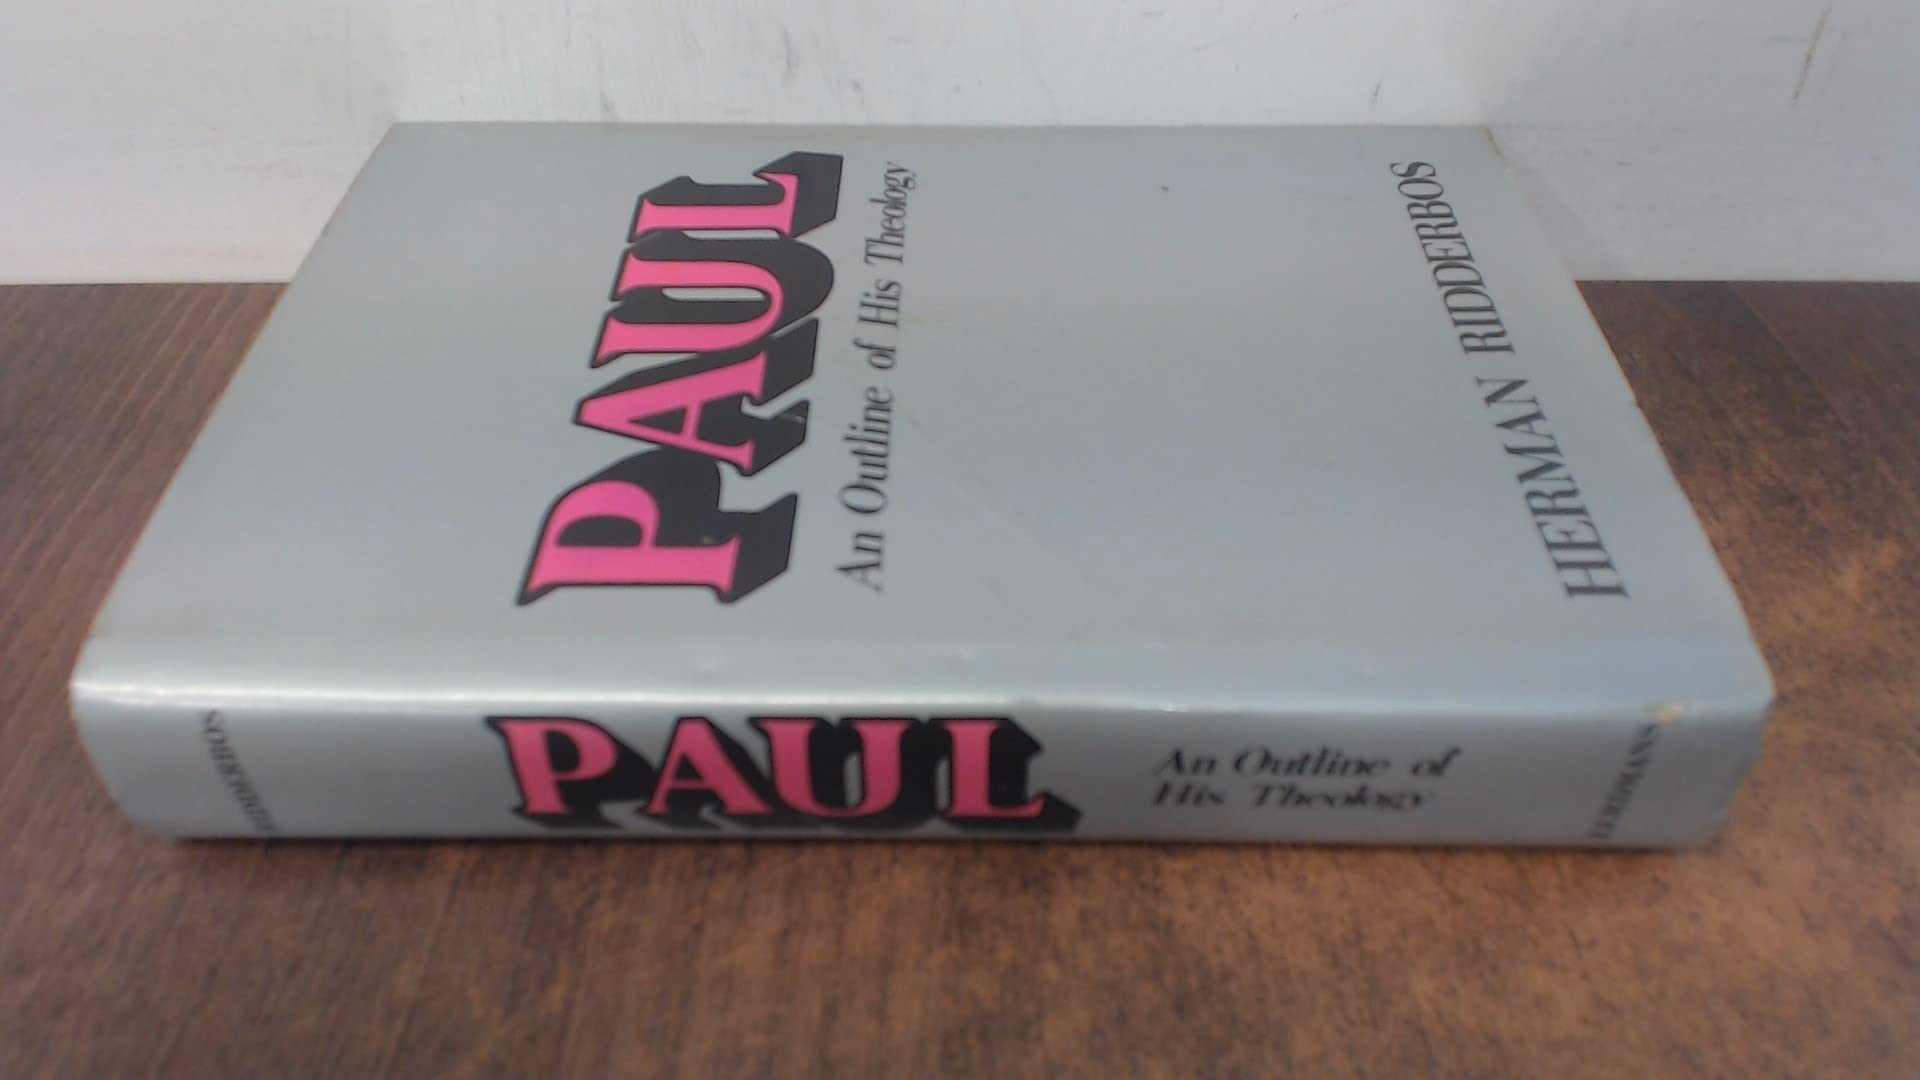 PAUL
An Outline of His Theology
HERMAN RIDDERBOS
RIDDERBOS
PAUL
An Outline of
His Theology
EERDMANS